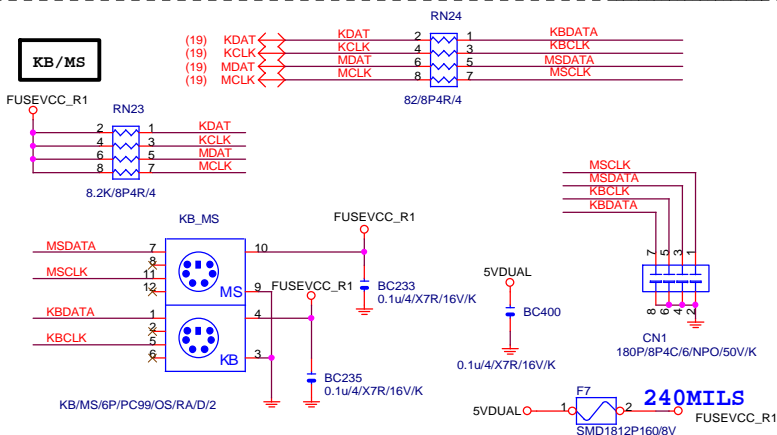 RN24
(19) KDAT KDAT 2 1 KBDATA
(19) KCLK KCLK 4 3 KBCLK
(19) MDAT MDAT 6 5 MSDATA
(19) MCLK MCLK 8 7 MSCLK
82/8P4R/4
KB/MS
FUSEVCC_R1
RN23
2 1 KDAT
4 3 KCLK
6 5 MDAT
8 7 MCLK
8.2K/8P4R/4
MSCLK
MSDATA
KBCLK
KBDATA
7 5 3 1
8 6 4 2
CN1
180P/8P4C/6/NPO/50V/K
KB_MS
FUSEVCC_R1
MSDATA 7 10
8
MSCLK 11
12 MS 9
BC233
0.1u/4/X7R/16V/K
FUSEVCC_R1
KBDATA 1 4
2
KBCLK 5
6 KB 3
BC235
0.1u/4/X7R/16V/K
KB/MS/6P/PC99/OS/RA/D/2
5VDUAL
BC400
0.1u/4/X7R/16V/K
F7 240MILS
5VDUAL 1 2 FUSEVCC_R1
SMD1812P160/8V